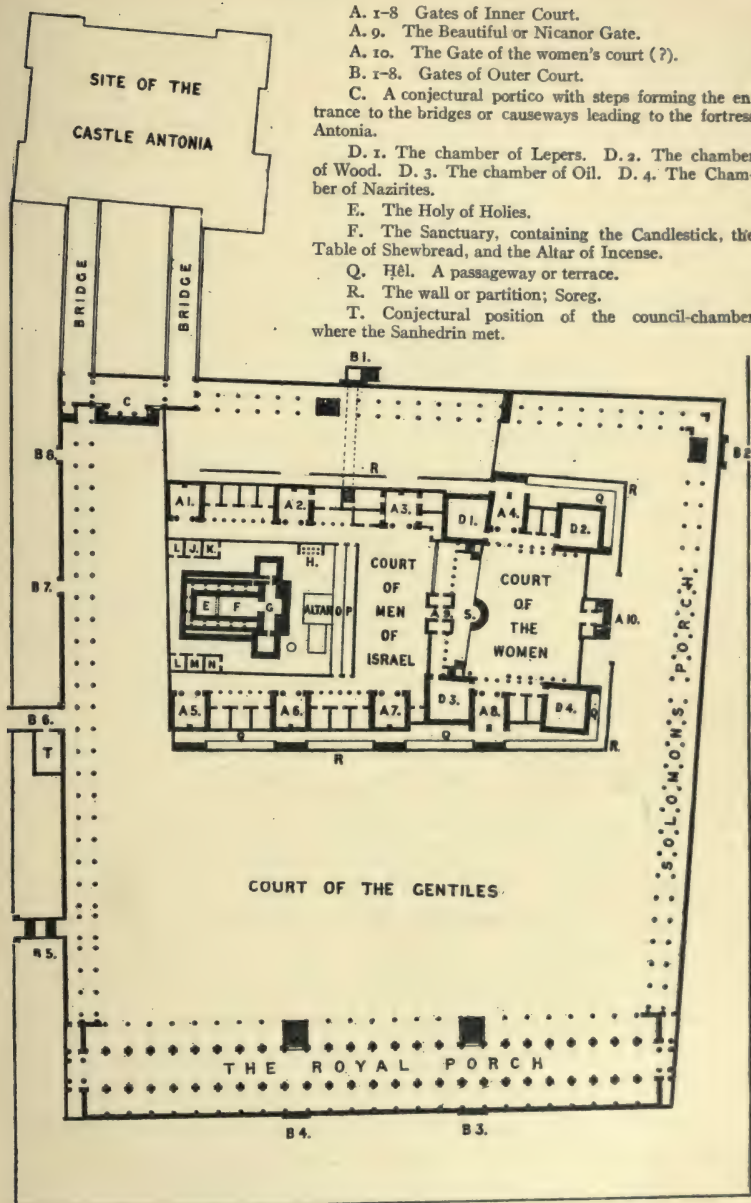 A. 1-8 Gates of Inner Court.
A. 9. The Beautiful or Nicanor Gate.
A. 10. The Gate of the women's court (?).
B. 1-8. Gates of Outer Court.
C. A conjectural portico with steps forming the en-
trance to the bridges or causeways leading to the fortress
Antonia.
D. 1. The chamber of Lepers. D. 2. The chamber
of Wood. D. 3. The chamber of Oil. D. 4. The Cham-
ber of Nazirites.
E. The Holy of Holies.
F. The Sanctuary, containing the Candlestick, the
Table of Shewbread, and the Altar of Incense.
Q. Ḥêl. A passageway or terrace.
R. The wall or partition; Soreg.
T. Conjectural position of the council-chamber
where the Sanhedrin met.
SITE OF THE
CASTLE ANTONIA
BRIDGE
BRIDGE
B 1.
C
B 8.
B 2
R
R
Q
A 1.
A 2.
A 3.
D 1.
A 4.
D 2.
L J. K.
H.
B 7.
E F G
ALTAR O P
COURT
OF
MEN
OF
ISRAEL
A 9. S.
COURT
OF
THE
WOMEN
A 10.
L M N
A 5.
A 6.
A 7.
D 3.
A 8.
D 4.
Q
Q
Q
R
R.
B 6.
T
SOLOMONS PORCH
COURT OF THE GENTILES
B 5.
THE ROYAL PORCH
B 4.
B 3.